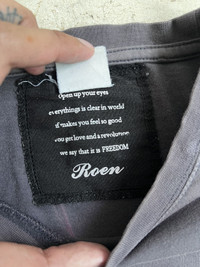 open up your eyes
everythings is clear in world
if makes you feel so good
you get love and a revolution
we say that it is FREEDOM
Roen